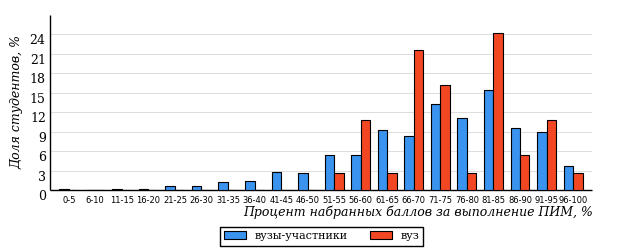 Доля студентов, %
24
21
18
15
12
9
6
3
0
0-5 6-10 11-15 16-20 21-25 26-30 31-35 36-40 41-45 46-50 51-55 56-60 61-65 66-70 71-75 76-80 81-85 86-90 91-95 96-100
Процент набранных баллов за выполнение ПИМ, %
вузы-участники вуз